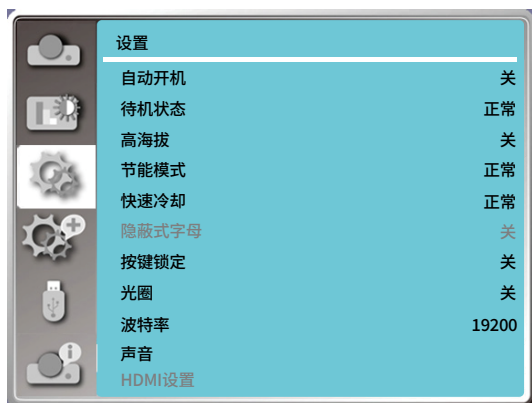 设置
自动开机 关
待机状态 正常
高海拔 关
节能模式 正常
快速冷却 正常
隐蔽式字母 关
按键锁定 关
光圈 关
波特率 19200
声音
HDMI设置